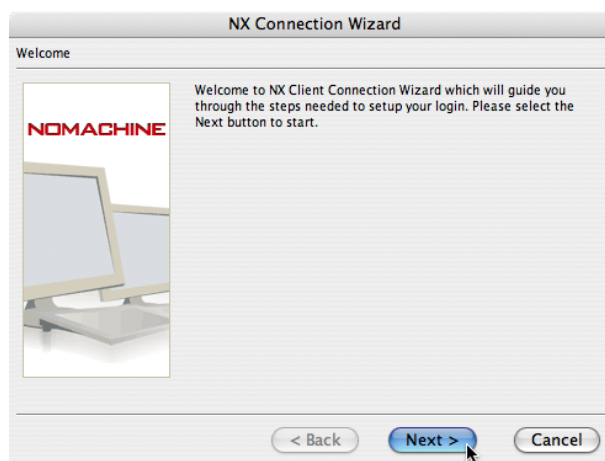 NX Connection Wizard
Welcome
NOMACHINE
Welcome to NX Client Connection Wizard which will guide you
through the steps needed to setup your login. Please select the
Next button to start.
< Back
Next >
Cancel